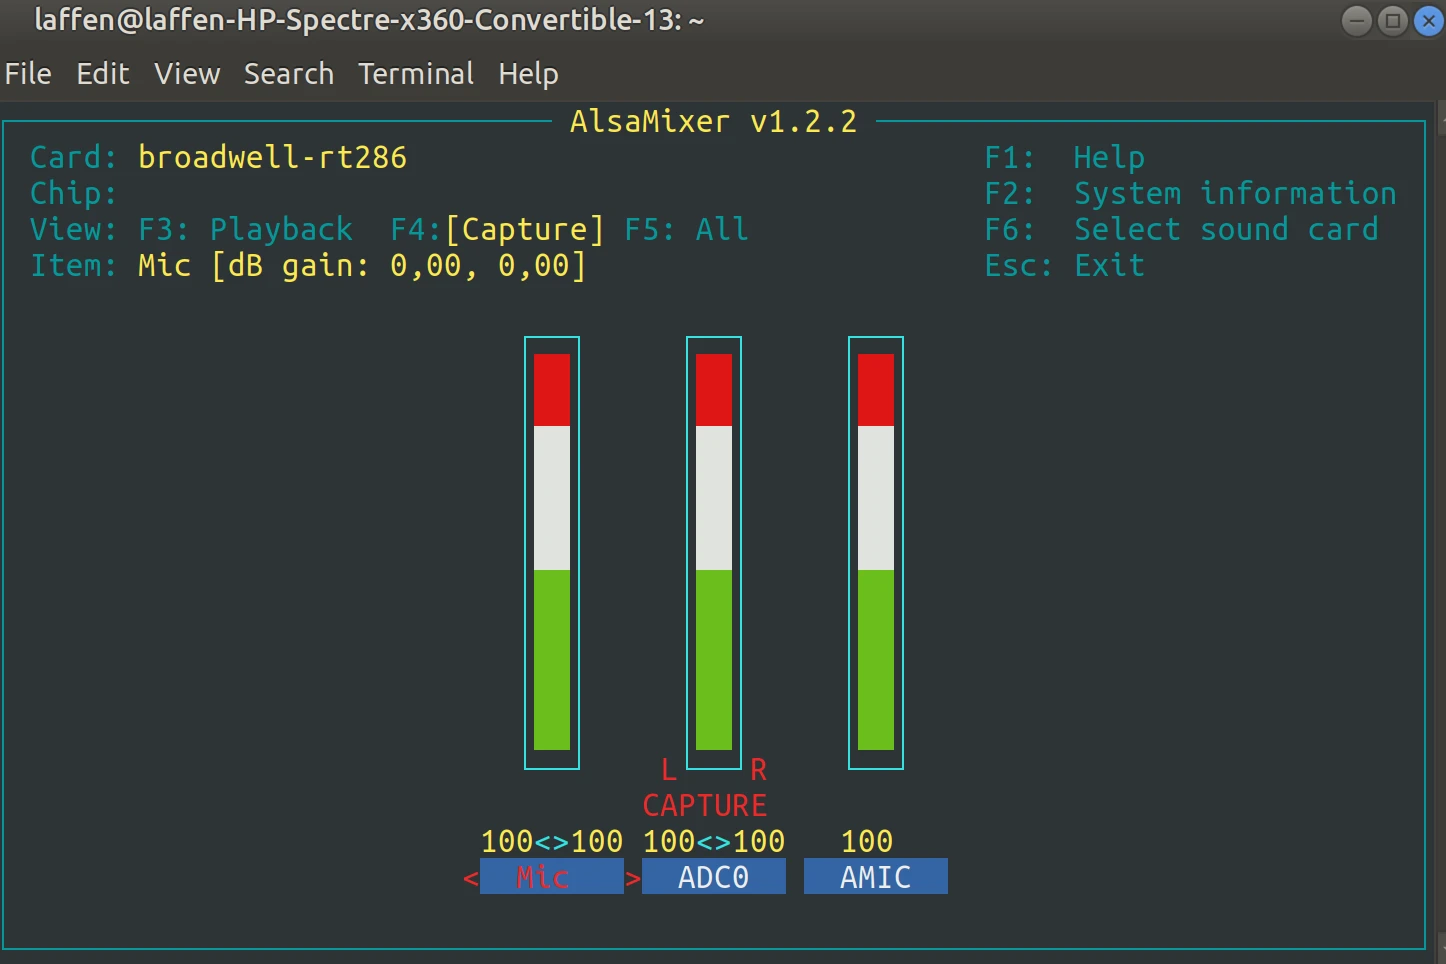 laffen@laffen-HP-Spectre-x360-Convertible-13: ~
File Edit View Search Terminal Help
AlsaMixer v1.2.2
Card: broadwell-rt286 F1: Help
Chip: F2: System information
View: F3: Playback F4:[Capture] F5: All F6: Select sound card
Item: Mic [dB gain: 0,00, 0,00] Esc: Exit
L R
CAPTURE
100<>100 100<>100 100
< Mic > ADC0 AMIC